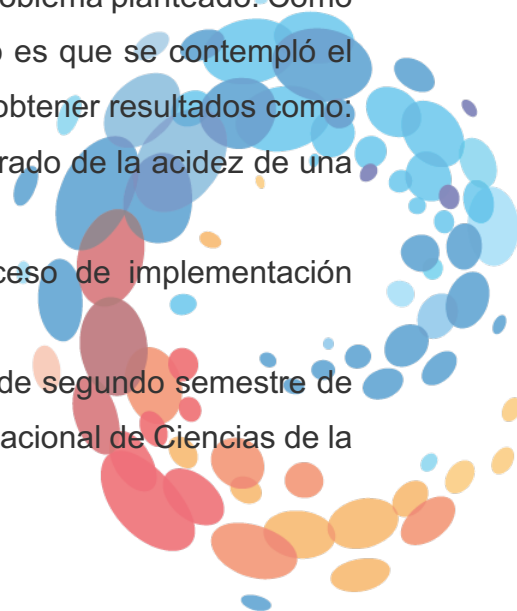 oblema planteado. Como
o es que se contempló el
obtener resultados como:
rado de la acidez de una
ceso de implementación
de segundo semestre de
acional de Ciencias de la